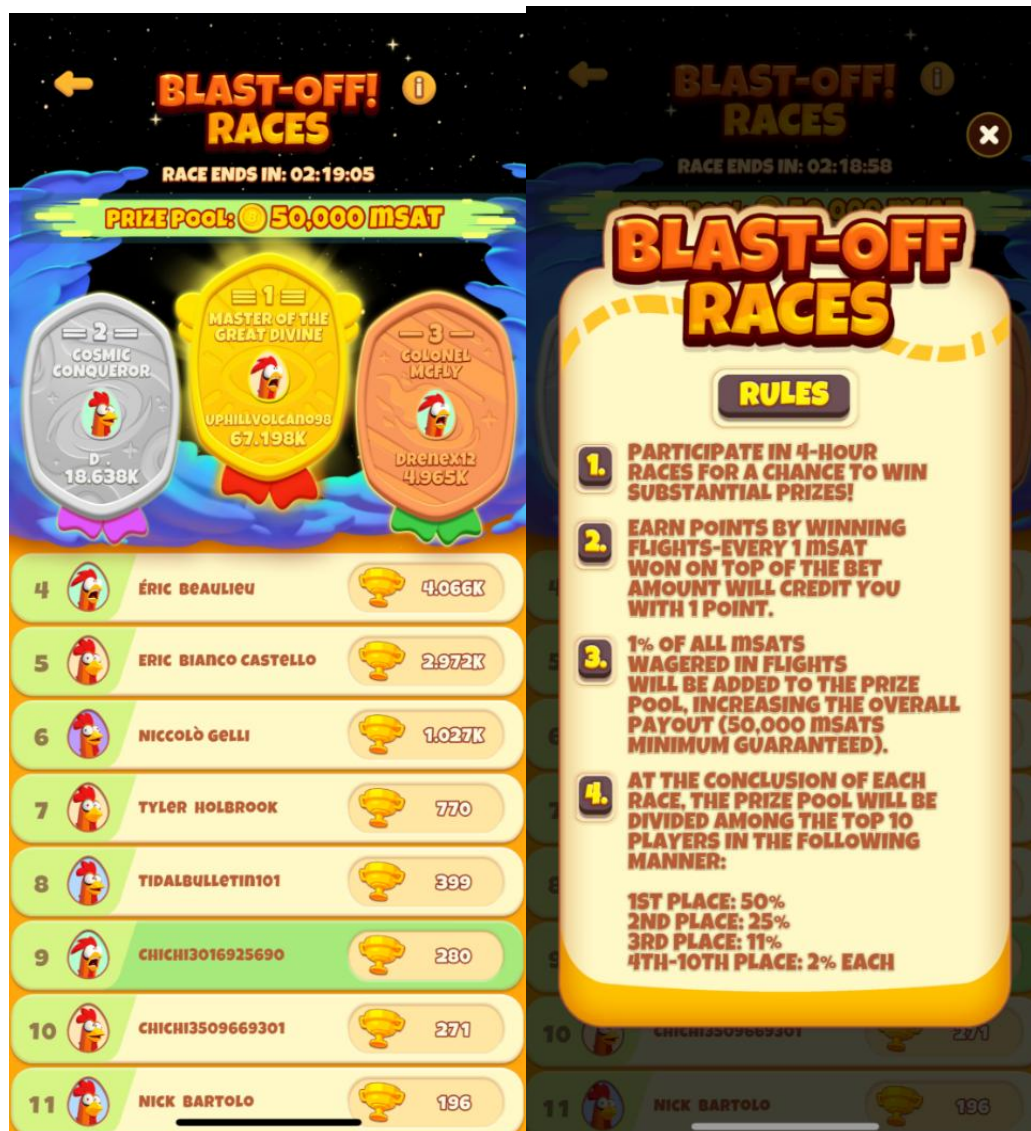 BLAST-OFF!
RACES
RACE ENDS IN: 02:19:05
PRIZE POOL: 50,000 mSAT
1
MASTER OF THE
GREAT DIVINE
UPHILLVOLCANO98
67.198K
2
COSMIC
CONQUEROR
D .
18.638K
3
COLONEL
MCFLY
Drenex12
4.965K
4 Éric Beaulieu 4.066K
5 Eric Bianco Castello 2.972K
6 Niccolò Gelli 1.027K
7 Tyler Holbrook 770
8 TidalBulletin101 399
9 Chichi3016925690 280
10 Chichi3509669301 271
11 Nick Bartolo 196
BLAST-OFF!
RACES
RACE ENDS IN: 02:18:58
BLAST-OFF
RACES
RULES
1. PARTICIPATE IN 4-HOUR
RACES FOR A CHANCE TO WIN
SUBSTANTIAL PRIZES!
2. EARN POINTS BY WINNING
FLIGHTS-EVERY 1 mSAT
WON ON TOP OF THE BET
AMOUNT WILL CREDIT YOU
WITH 1 POINT.
3. 1% OF ALL mSATS
WAGERED IN FLIGHTS
WILL BE ADDED TO THE PRIZE
POOL, INCREASING THE OVERALL
PAYOUT (50,000 mSATS
MINIMUM GUARANTEED).
4. AT THE CONCLUSION OF EACH
RACE, THE PRIZE POOL WILL BE
DIVIDED AMONG THE TOP 10
PLAYERS IN THE FOLLOWING
MANNER:
1ST PLACE: 50%
2ND PLACE: 25%
3RD PLACE: 11%
4TH-10TH PLACE: 2% EACH
10 Chichi3509669301 271
11 Nick Bartolo 196